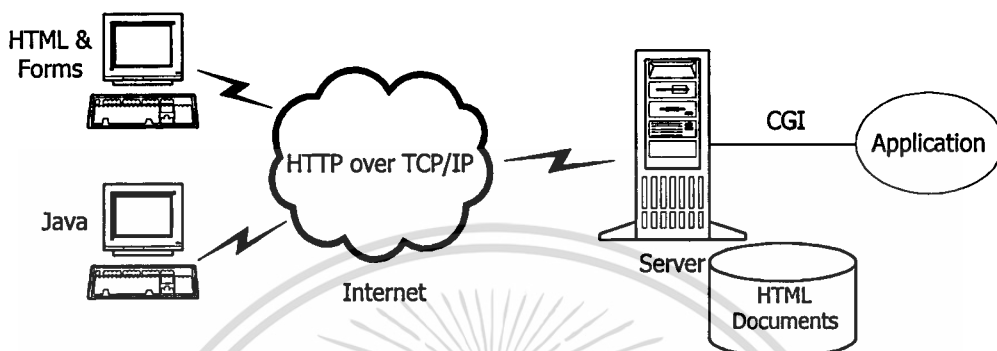 HTML &
Forms
Java
HTTP over TCP/IP
Internet
Server
CGI
Application
HTML
Documents